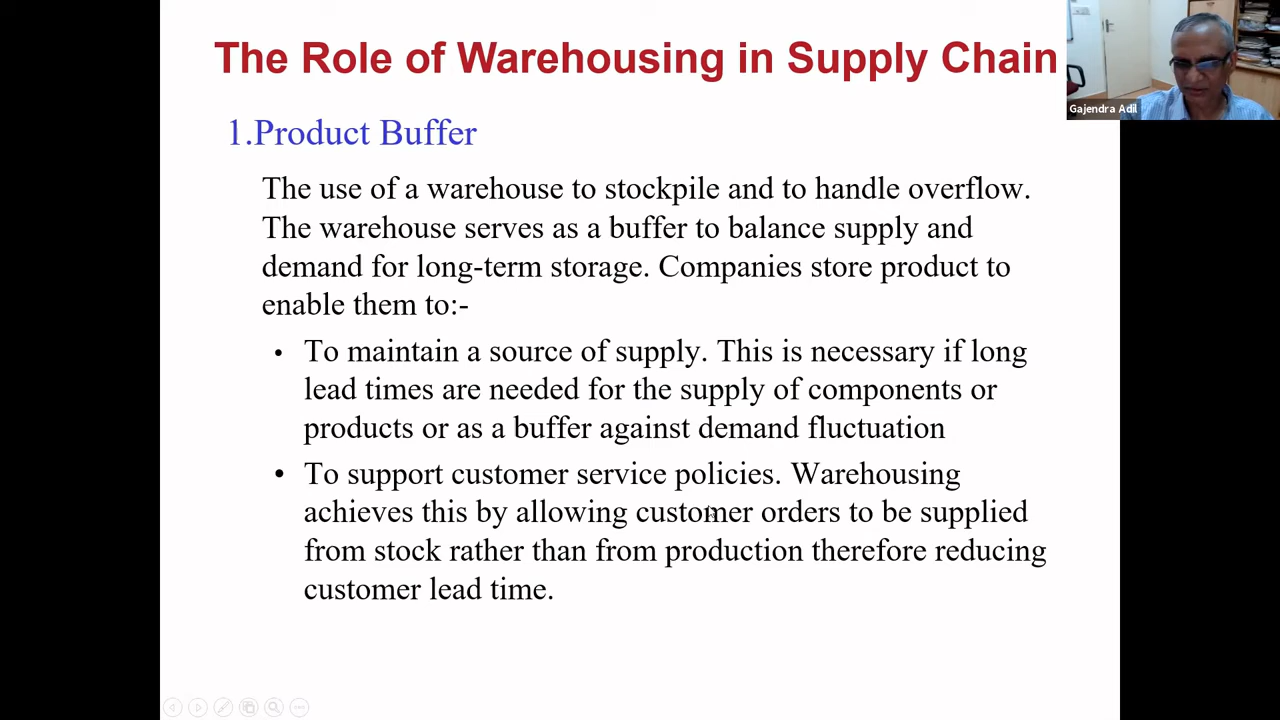 The Role of Warehousing in Supply Chain
Gajendra Adil
1.Product Buffer
The use of a warehouse to stockpile and to handle overflow.
The warehouse serves as a buffer to balance supply and
demand for long-term storage. Companies store product to
enable them to:-
• To maintain a source of supply. This is necessary if long
lead times are needed for the supply of components or
products or as a buffer against demand fluctuation
• To support customer service policies. Warehousing
achieves this by allowing customer orders to be supplied
from stock rather than from production therefore reducing
customer lead time.